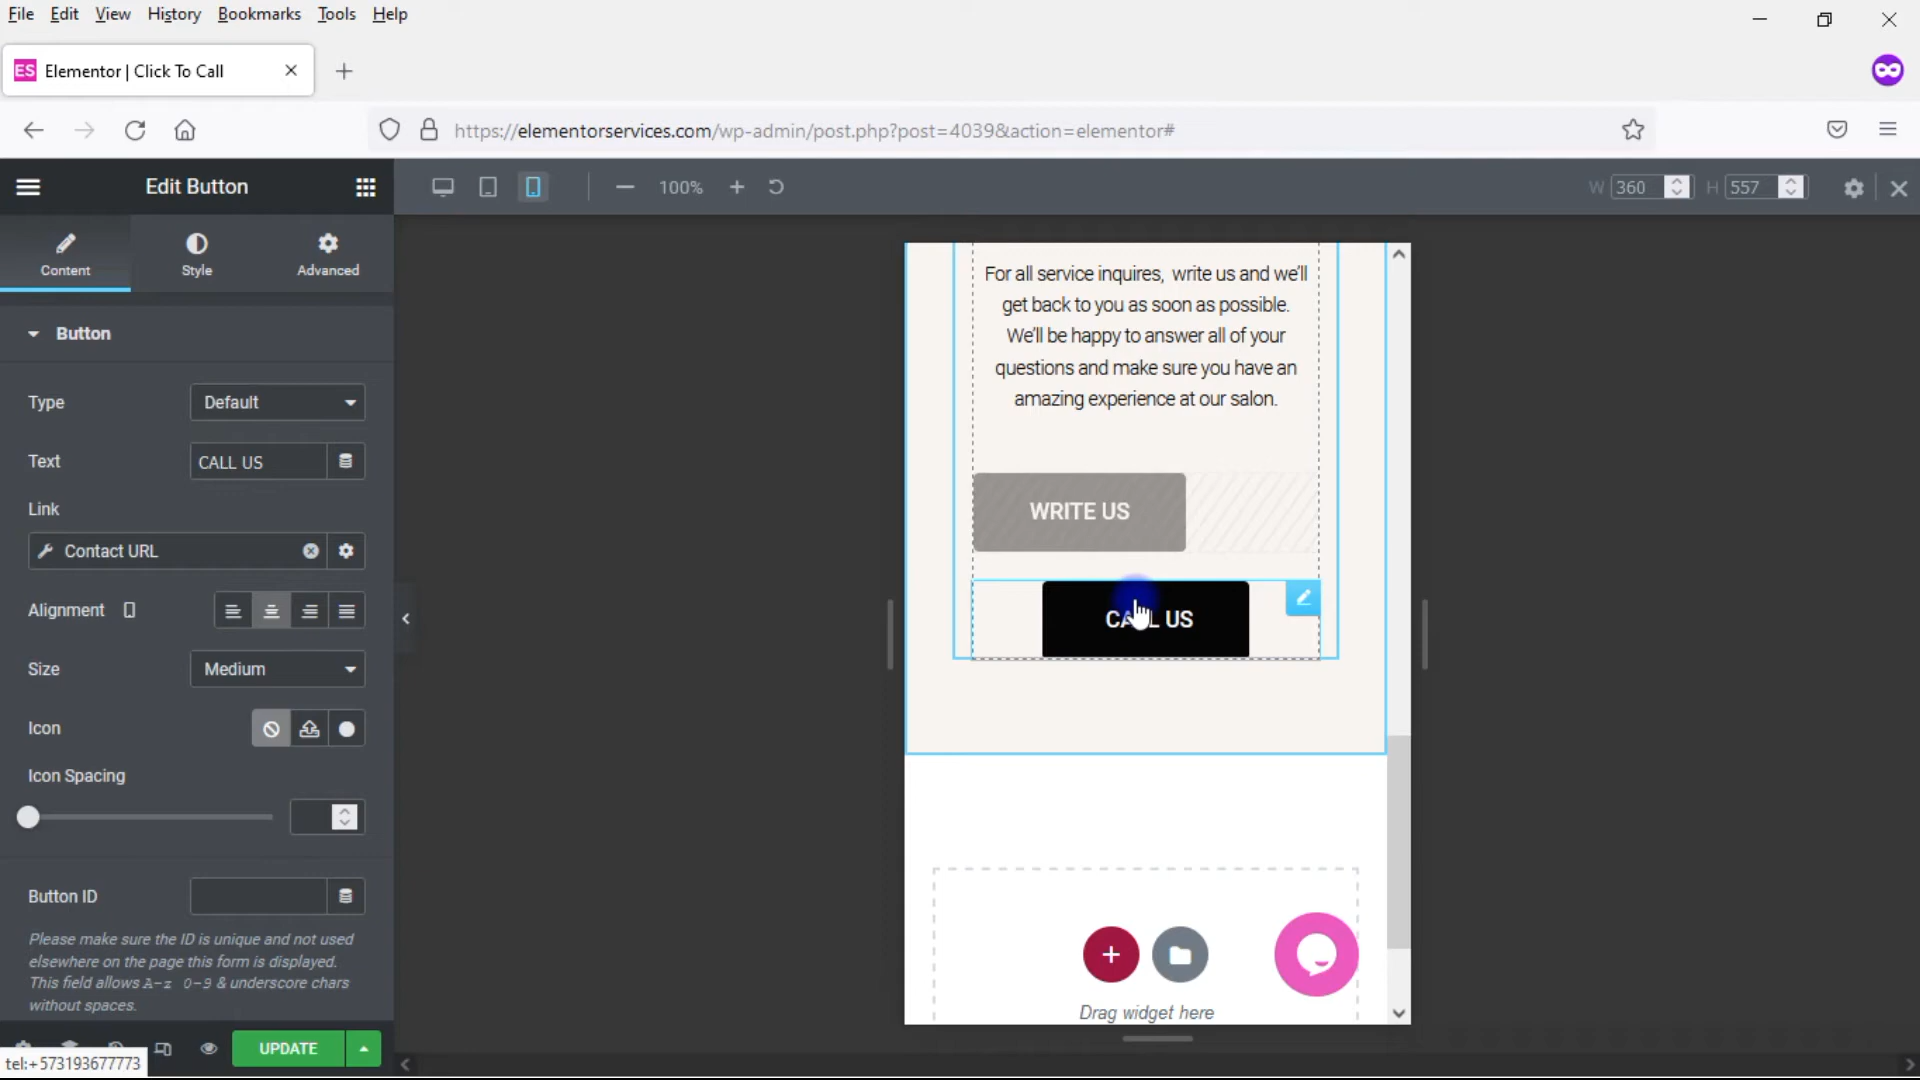 File Edit View History Bookmarks Tools Help
ES Elementor | Click To Call
https://elementorservices.com/wp-admin/post.php?post=4039&action=elementor#
Edit Button
100%
W 360 H 557
Content Style Advanced
Button
Type Default
Text CALL US
Link
Contact URL
Alignment
Size Medium
Icon
Icon Spacing
Button ID
Please make sure the ID is unique and not used
elsewhere on the page this form is displayed.
This field allows A-z 0-9 & underscore chars
without spaces.
UPDATE
tel:+573193677773
For all service inquires, write us and we'll
get back to you as soon as possible.
We'll be happy to answer all of your
questions and make sure you have an
amazing experience at our salon.
WRITE US
CALL US
Drag widget here